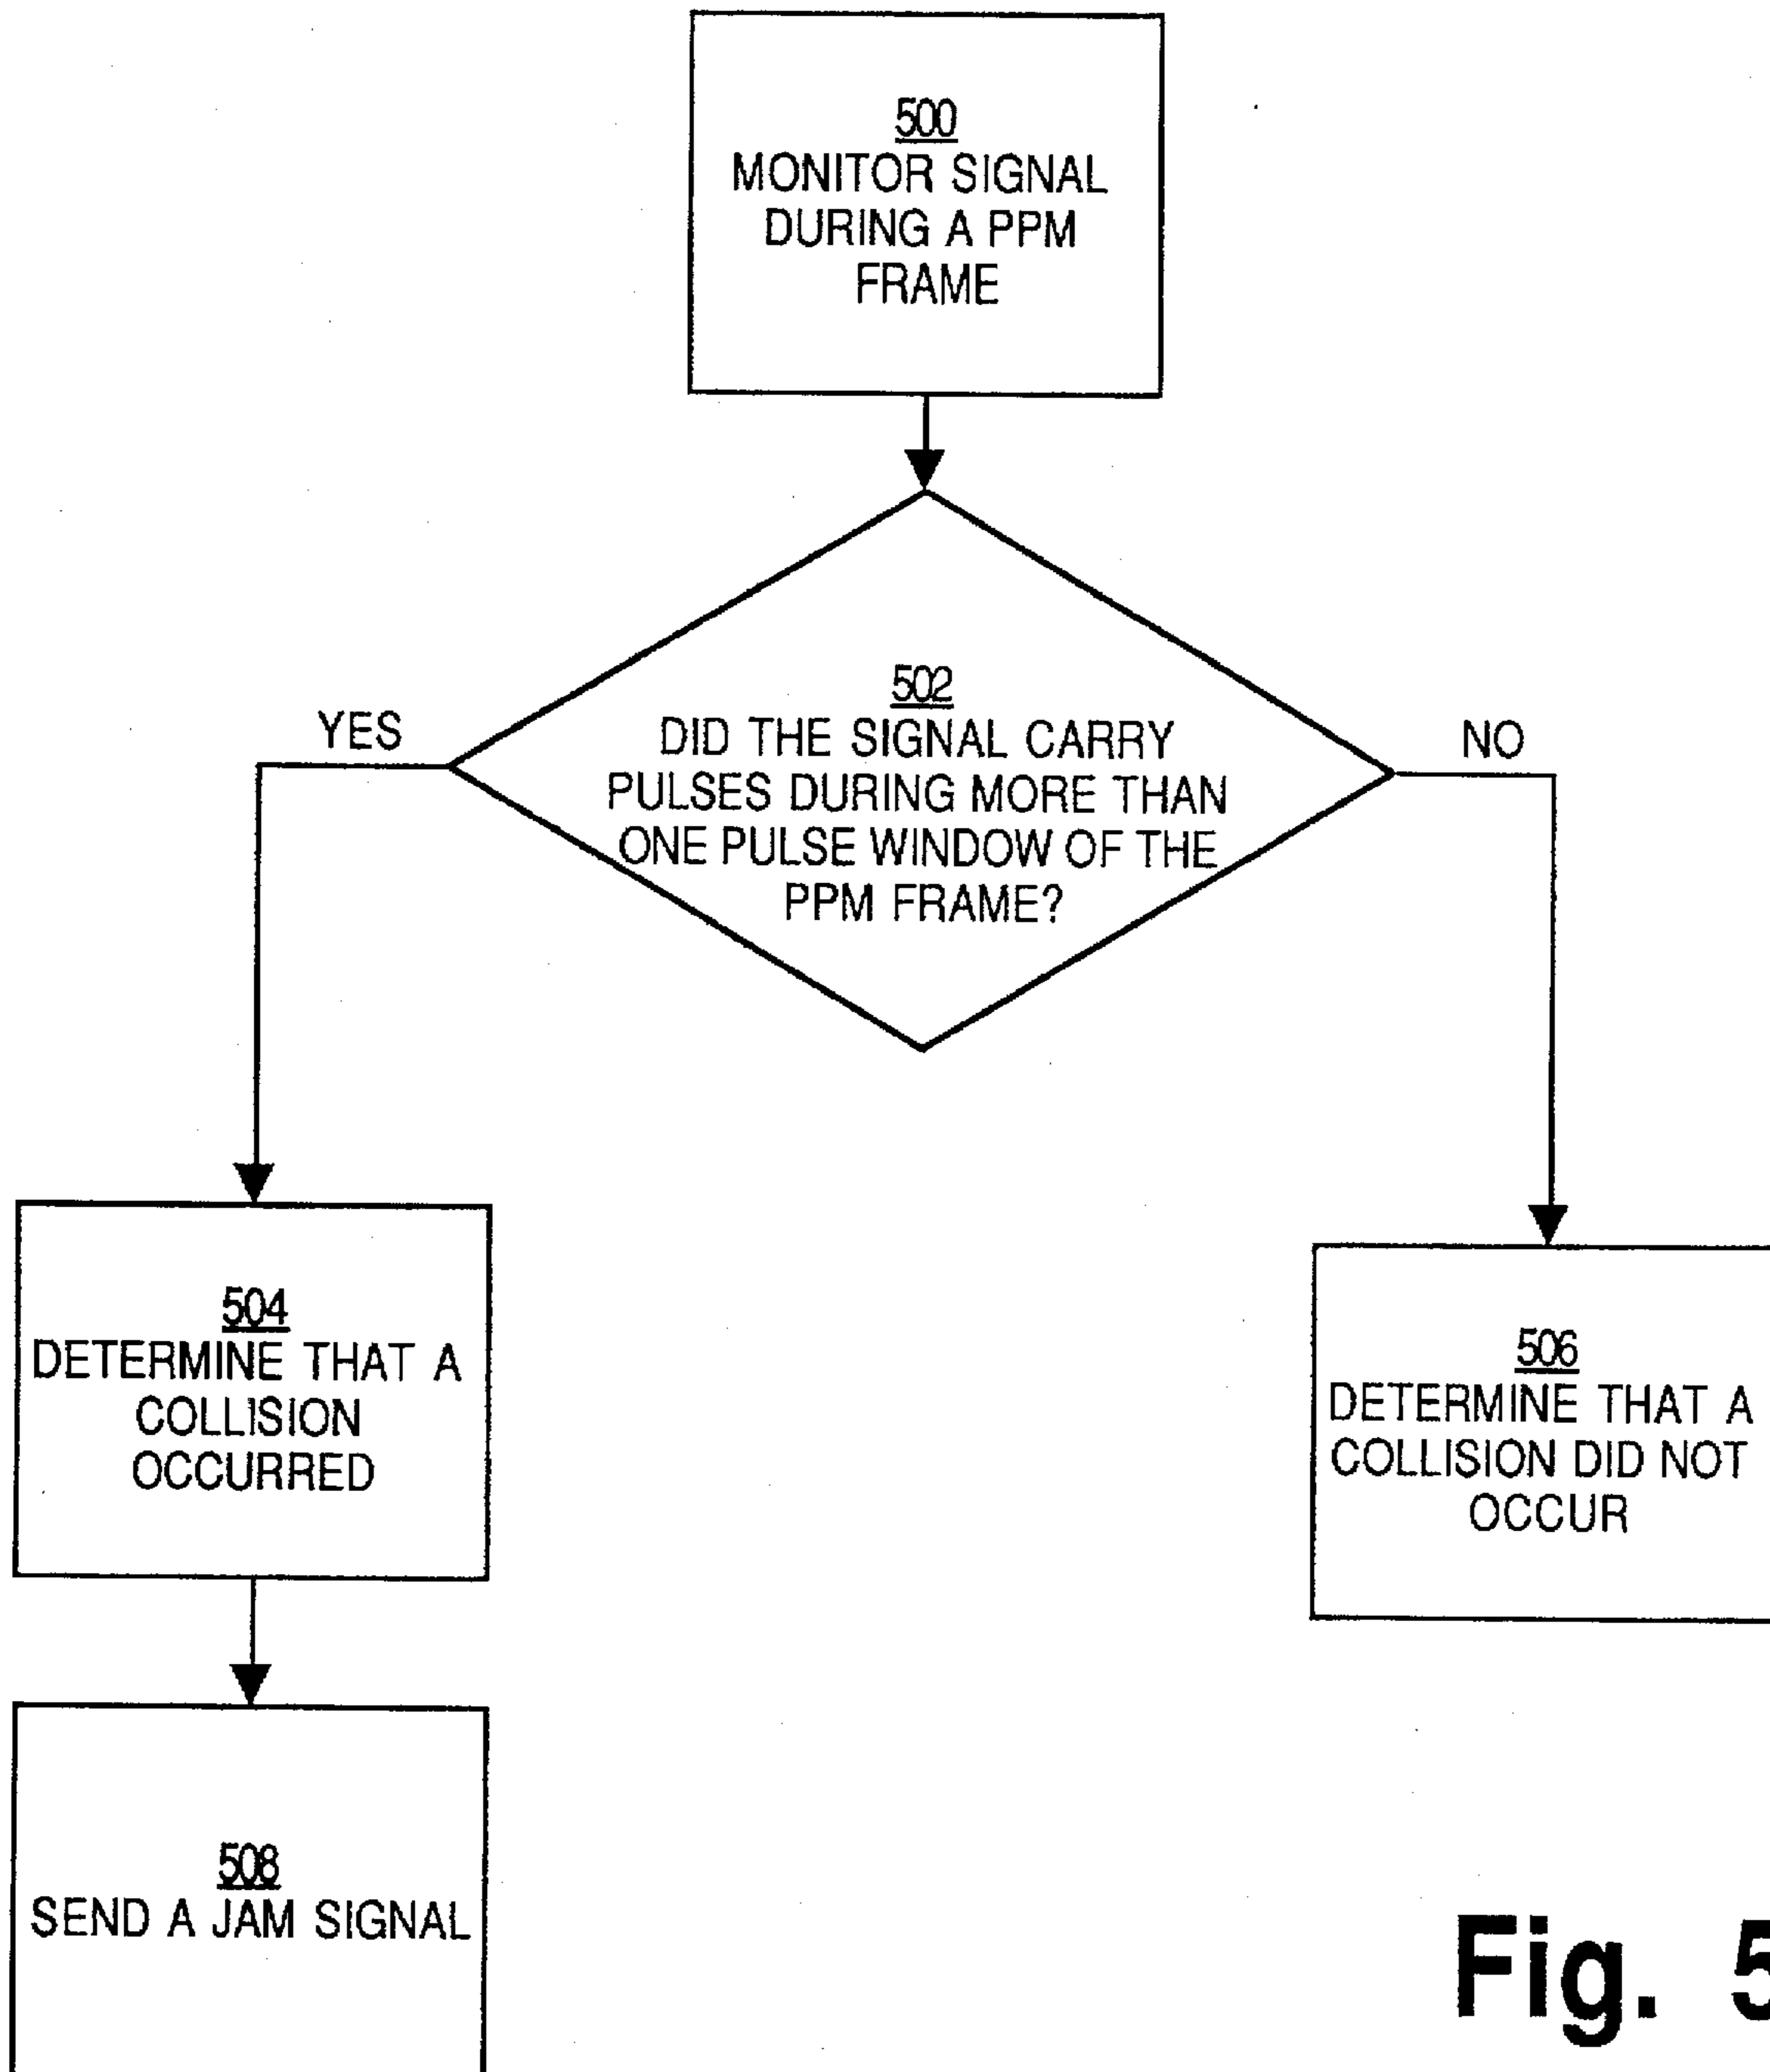 500
MONITOR SIGNAL
DURING A PPM
FRAME
502
DID THE SIGNAL CARRY
PULSES DURING MORE THAN
ONE PULSE WINDOW OF THE
PPM FRAME?
YES
NO
504
DETERMINE THAT A
COLLISION
OCCURRED
506
DETERMINE THAT A
COLLISION DID NOT
OCCUR
508
SEND A JAM SIGNAL
Fig. 5